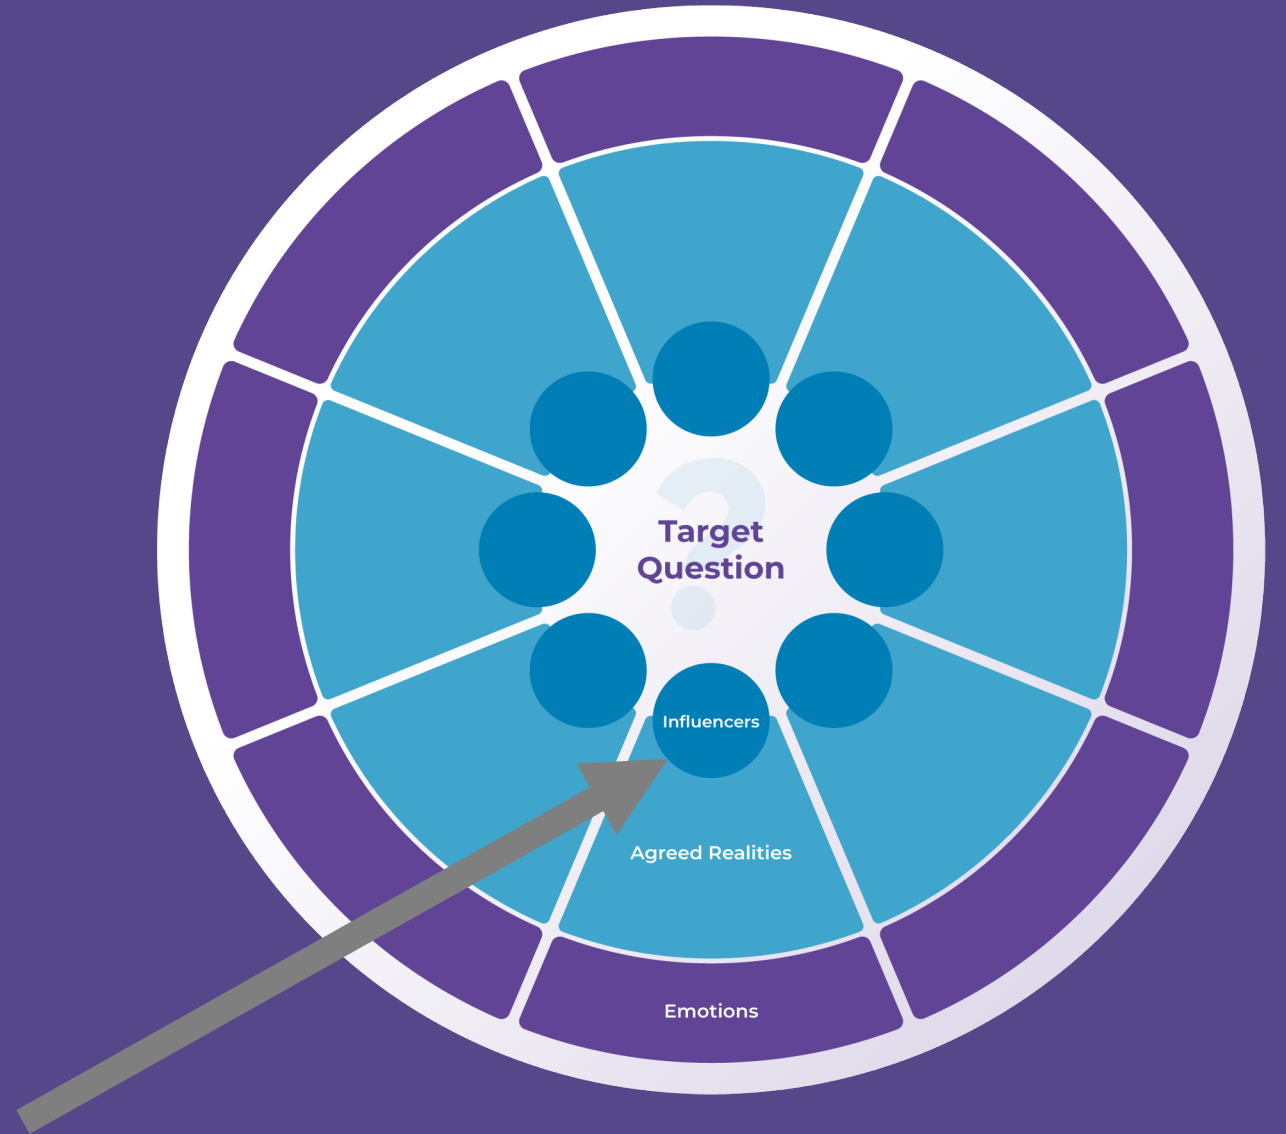 ?
Target
Question
Influencers
Agreed Realities
Emotions